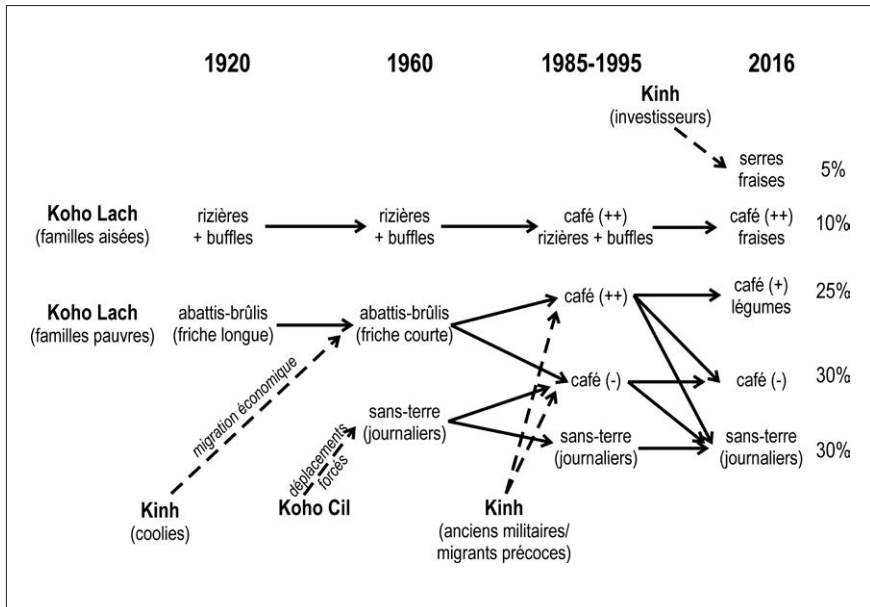 1920 1960 1985-1995 2016
Kinh
(investisseurs)
serres
fraises
5%
Koho Lach
(familles aisées)
rizières
+ buffles
rizières
+ buffles
café (++)
rizières + buffles
café (++)
fraises
10%
Koho Lach
(familles pauvres)
abattis-brûlis
(friche longue)
abattis-brûlis
(friche courte)
café (++)
café (+)
légumes
25%
migration économique
café (-)
café (-)
30%
sans-terre
(journaliers)
déplacements
forcés
sans-terre
(journaliers)
sans-terre
(journaliers)
30%
Kinh
(coolies)
Koho Cil
Kinh
(anciens militaires/
migrants précoces)